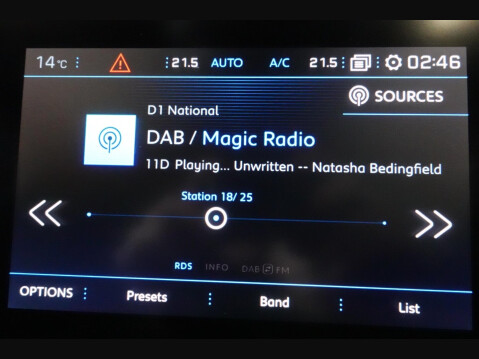 14°C 21.5 AUTO A/C 21.5 02:46
SOURCES
D1 National
DAB / Magic Radio
11D Playing... Unwritten -- Natasha Bedingfield
Station 18/ 25
RDS INFO DAB FM
OPTIONS Presets Band List